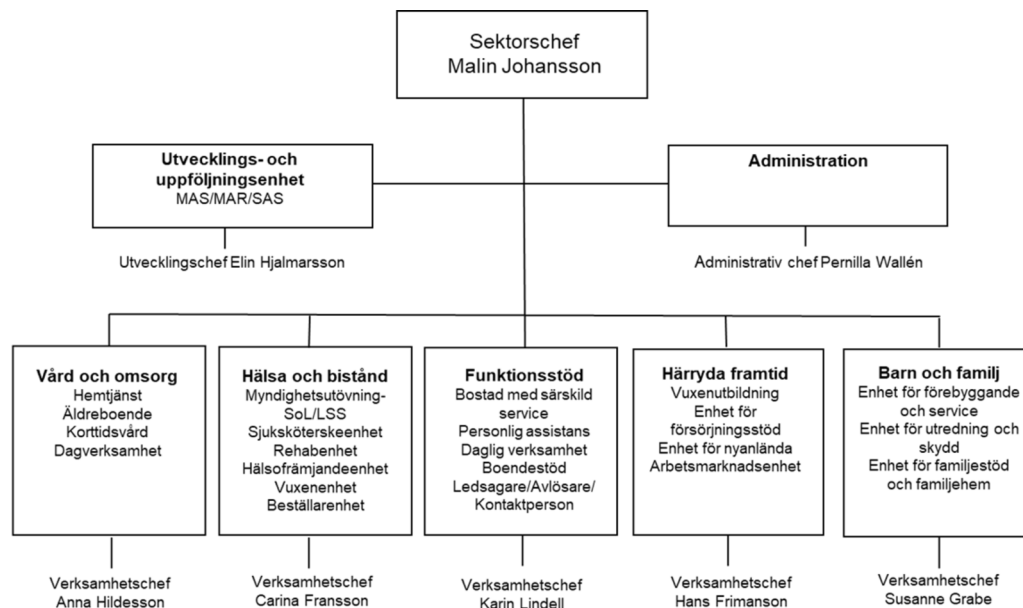 Sektorschef
Malin Johansson
Utvecklings- och
uppföljningsenhet
MAS/MAR/SAS
Utvecklingschef Elin Hjalmarsson
Administration
Administrativ chef Pernilla Wallén
Vård och omsorg
Hemtjänst
Äldreboende
Korttidsvård
Dagverksamhet
Verksamhetschef
Anna Hildesson
Hälsa och bistånd
Myndighetsutövning-
SoL/LSS
Sjuksköterskeenhet
Rehabenhet
Hälsofrämjandeenhet
Vuxenenhet
Beställarenhet
Verksamhetschef
Carina Fransson
Funktionsstöd
Bostad med särskild
service
Personlig assistans
Daglig verksamhet
Boendestöd
Ledsagare/Avlösare/
Kontaktperson
Verksamhetschef
Karin Lindell
Härryda framtid
Vuxenutbildning
Enhet för
försörjningsstöd
Enhet för nyanlända
Arbetsmarknadsenhet
Verksamhetschef
Hans Frimanson
Barn och familj
Enhet för förebyggande
och service
Enhet för utredning och
skydd
Enhet för familjestöd
och familjehem
Verksamhetschef
Susanne Grabe